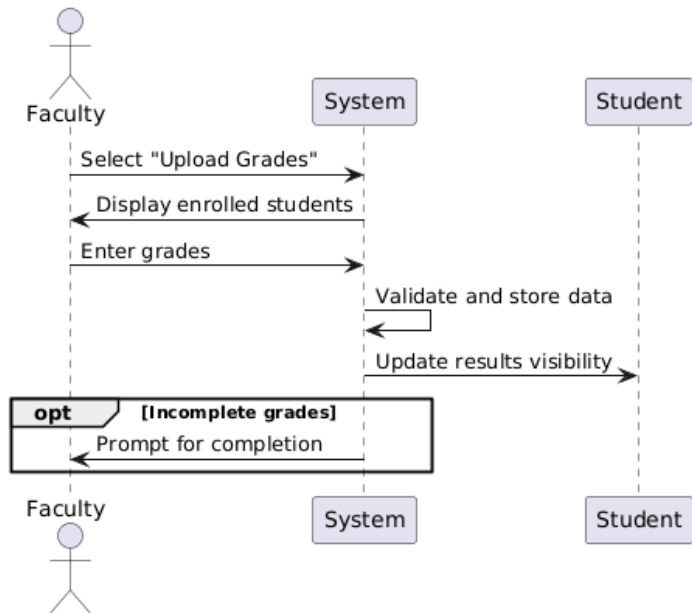 Faculty
System
Student
Select "Upload Grades"
Display enrolled students
Enter grades
Validate and store data
Update results visibility
opt [Incomplete grades]
Prompt for completion
Faculty
System
Student